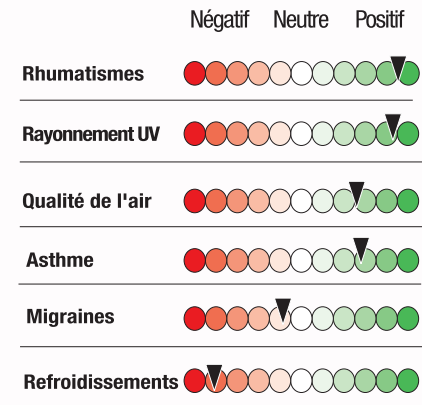 Négatif Neutre Positif
Rhumatismes
Rayonnement UV
Qualité de l'air
Asthme
Migraines
Refroidissements